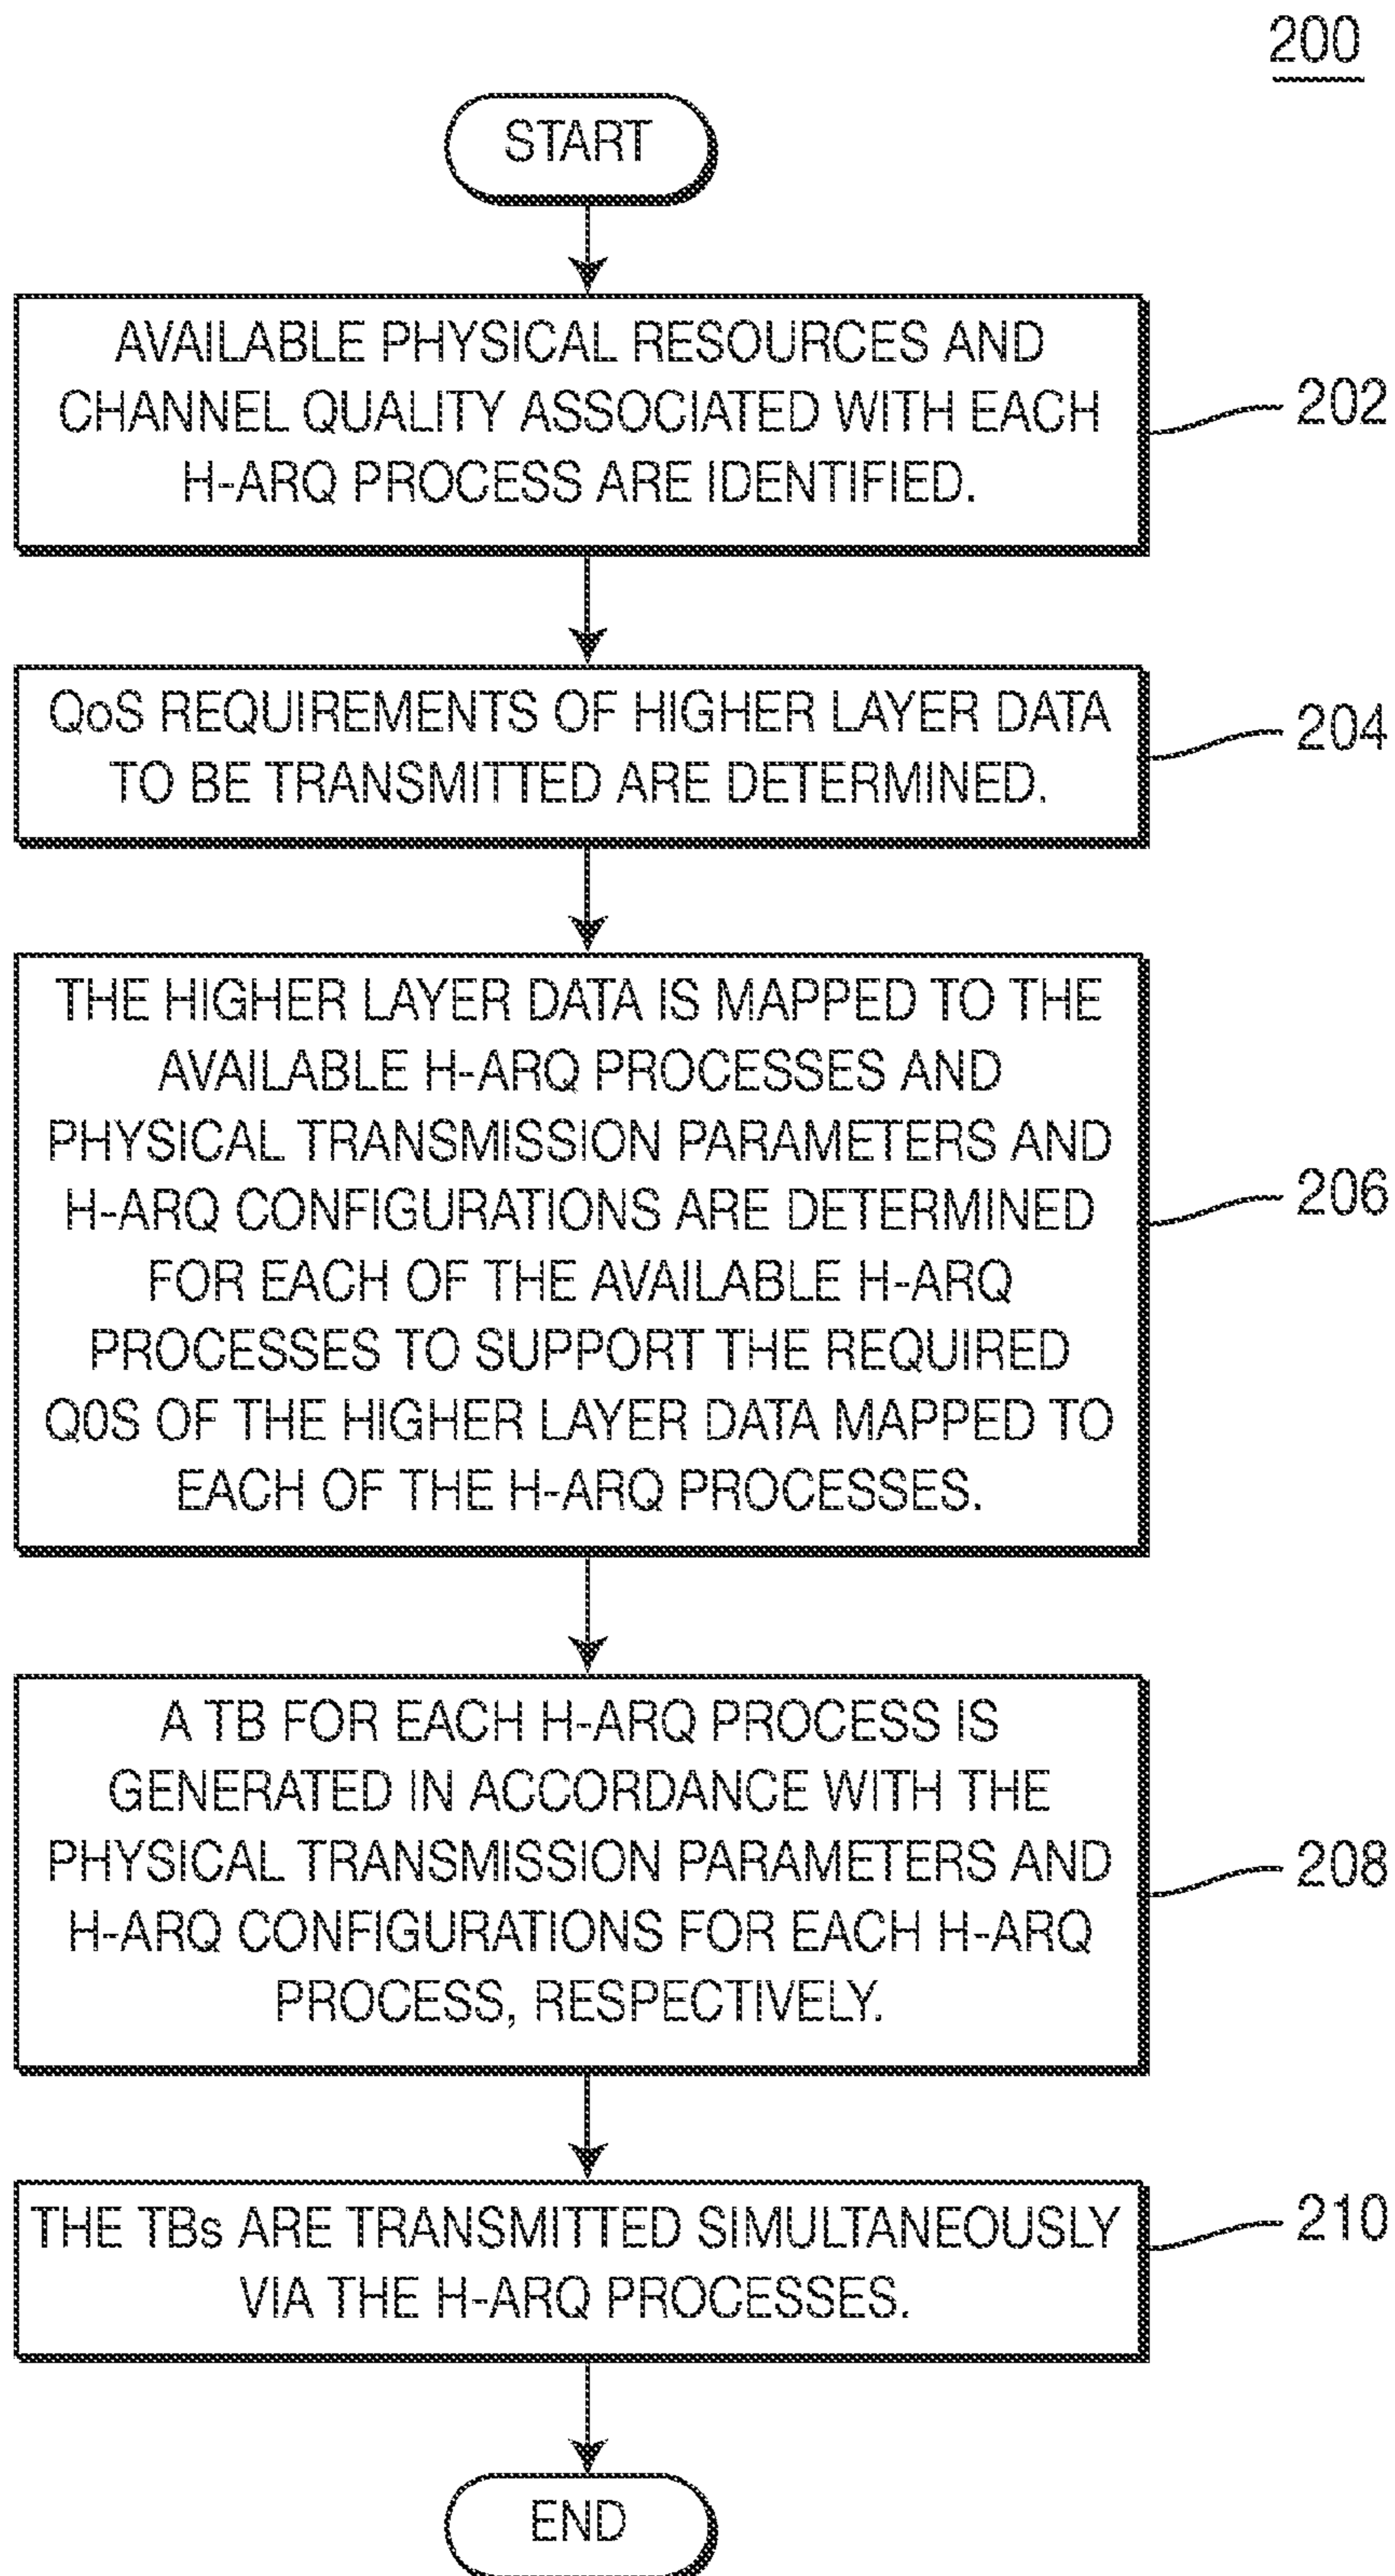 200
START
AVAILABLE PHYSICAL RESOURCES AND
CHANNEL QUALITY ASSOCIATED WITH EACH
H-ARQ PROCESS ARE IDENTIFIED.
202
QoS REQUIREMENTS OF HIGHER LAYER DATA
TO BE TRANSMITTED ARE DETERMINED.
204
THE HIGHER LAYER DATA IS MAPPED TO THE
AVAILABLE H-ARQ PROCESSES AND
PHYSICAL TRANSMISSION PARAMETERS AND
H-ARQ CONFIGURATIONS ARE DETERMINED
FOR EACH OF THE AVAILABLE H-ARQ
PROCESSES TO SUPPORT THE REQUIRED
Q0S OF THE HIGHER LAYER DATA MAPPED TO
EACH OF THE H-ARQ PROCESSES.
206
A TB FOR EACH H-ARQ PROCESS IS
GENERATED IN ACCORDANCE WITH THE
PHYSICAL TRANSMISSION PARAMETERS AND
H-ARQ CONFIGURATIONS FOR EACH H-ARQ
PROCESS, RESPECTIVELY.
208
THE TBs ARE TRANSMITTED SIMULTANEOUSLY
VIA THE H-ARQ PROCESSES.
210
END